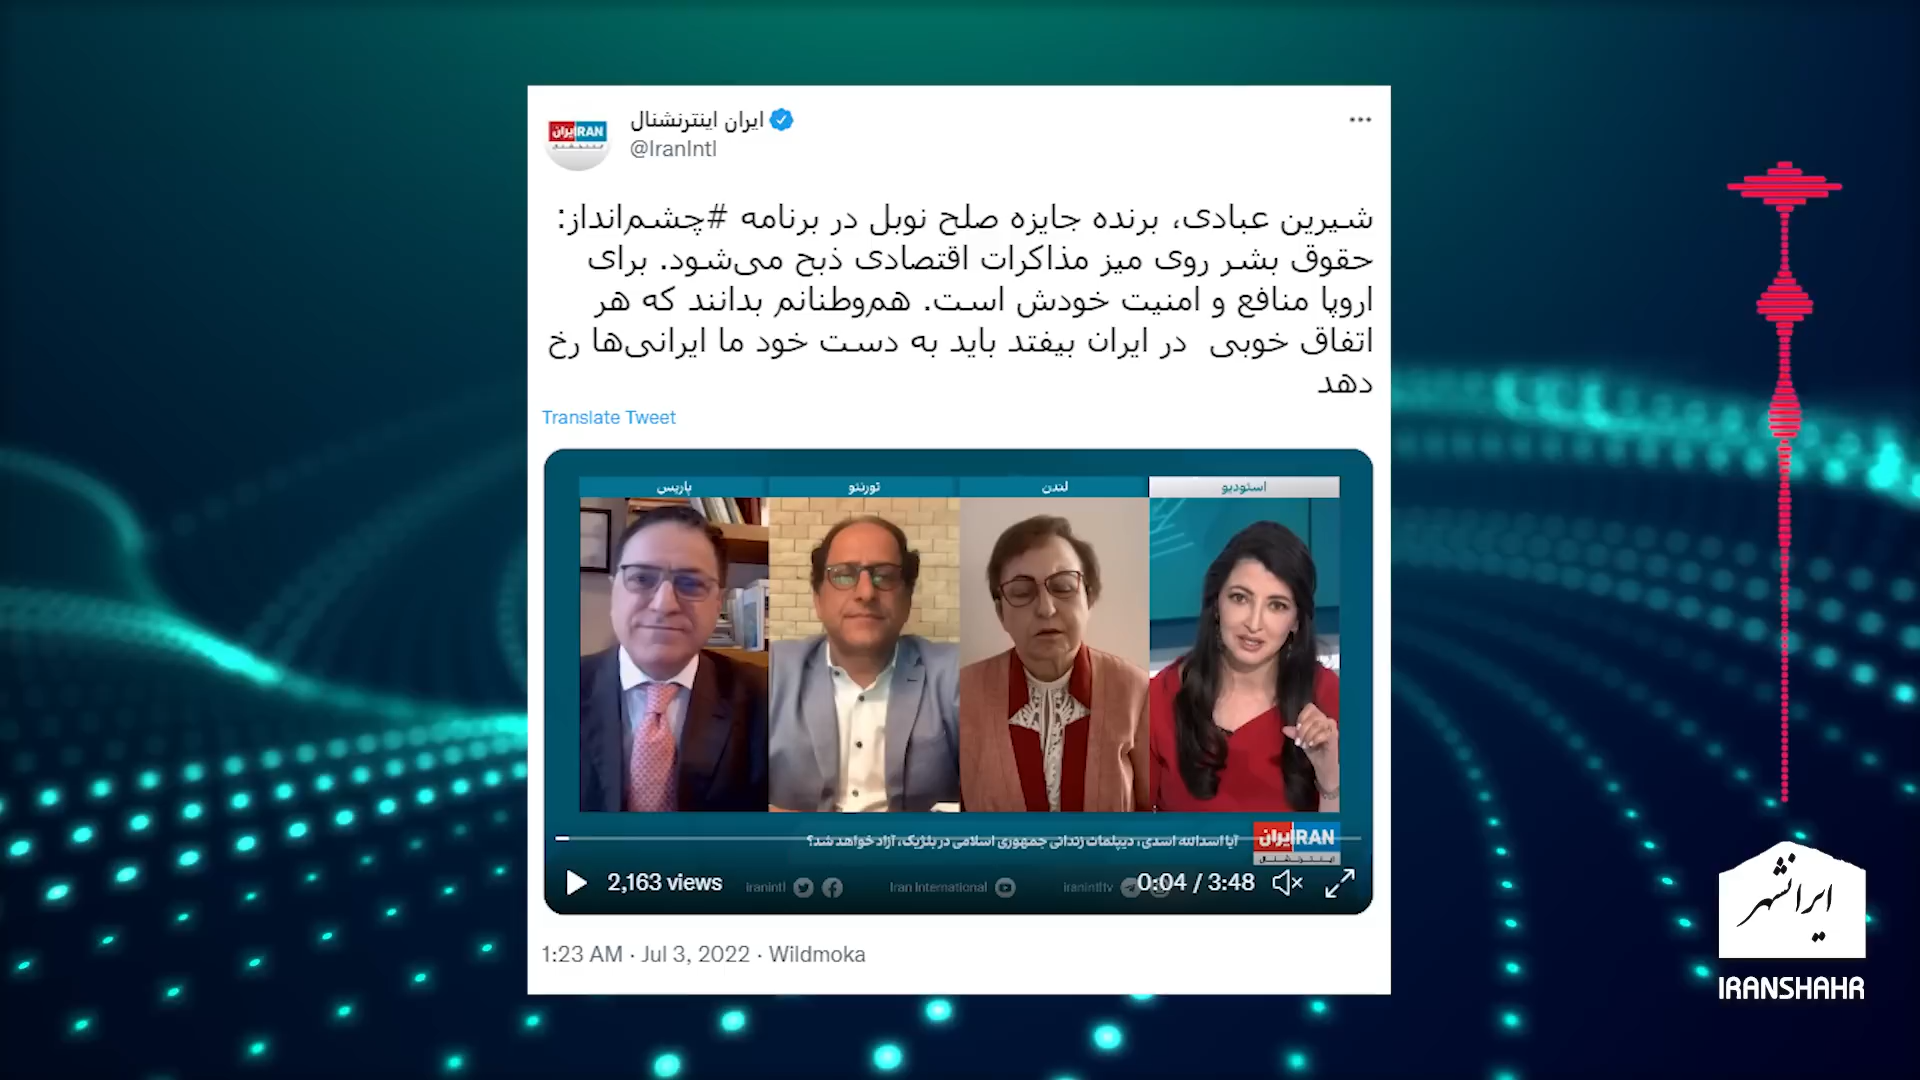 ایران اینترنشنال
@IranIntl
شیرین عبادی، برنده جایزه صلح نوبل در برنامه #چشم‌انداز:
حقوق بشر روی میز مذاکرات اقتصادی ذبح می‌شود. برای
اروپا منافع و امنیت خودش است. هم‌وطنانم بدانند که هر
اتفاق خوبی  در ایران بیفتد باید به دست خود ما ایرانی‌ها رخ
دهد
Translate Tweet
استودیو
لندن
تورنتو
پاریس
ایران IRAN
اینترنشنال
آیا اسدالله اسدی، دیپلمات زندانی جمهوری اسلامی در بلژیک، آزاد خواهد شد؟
2,163 views
iranintl
Iran International
iranintltv
0:04 / 3:48
1:23 AM · Jul 3, 2022 · Wildmoka
ایرانشهر
IRANSHAHR